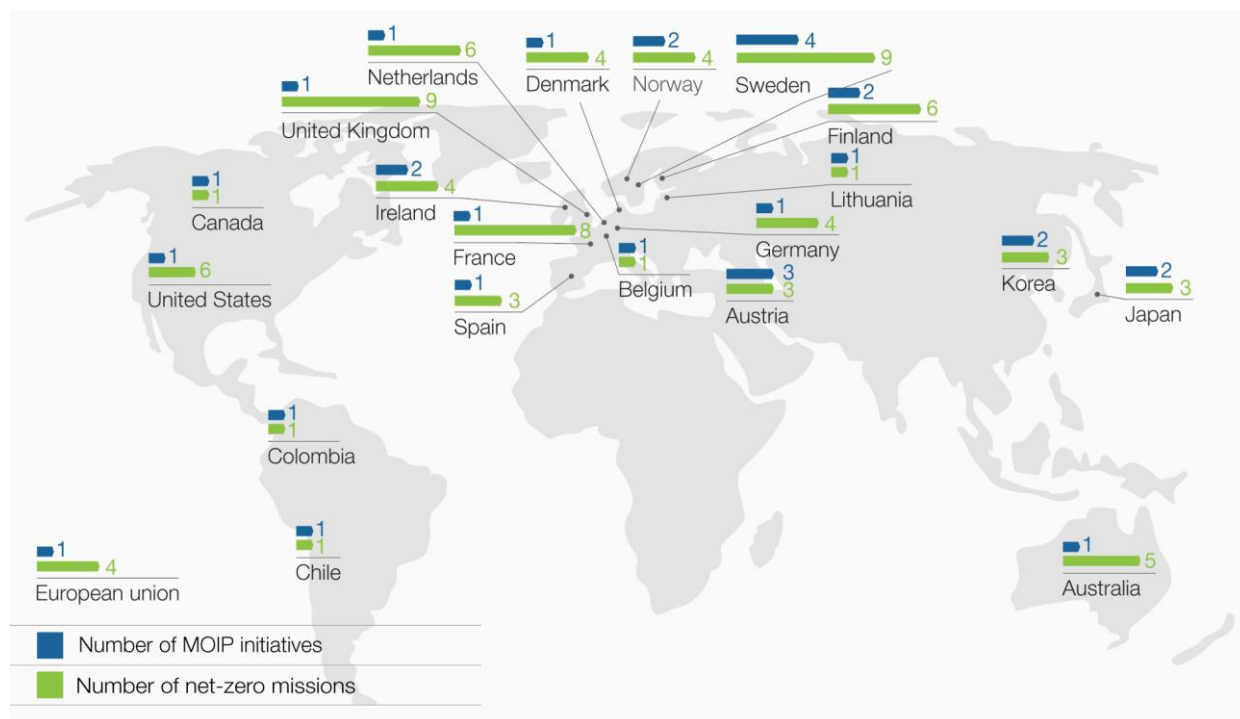 1
6
Netherlands
1
4
Denmark
2
4
Norway
4
9
Sweden
1
9
United Kingdom
2
6
Finland
1
1
Lithuania
1
1
Canada
2
4
Ireland
1
8
France
1
4
Germany
1
6
United States
1
3
Spain
1
1
Belgium
3
3
Austria
2
3
Korea
2
3
Japan
1
1
Colombia
1
1
Chile
1
5
Australia
1
4
European union
Number of MOIP initiatives
Number of net-zero missions